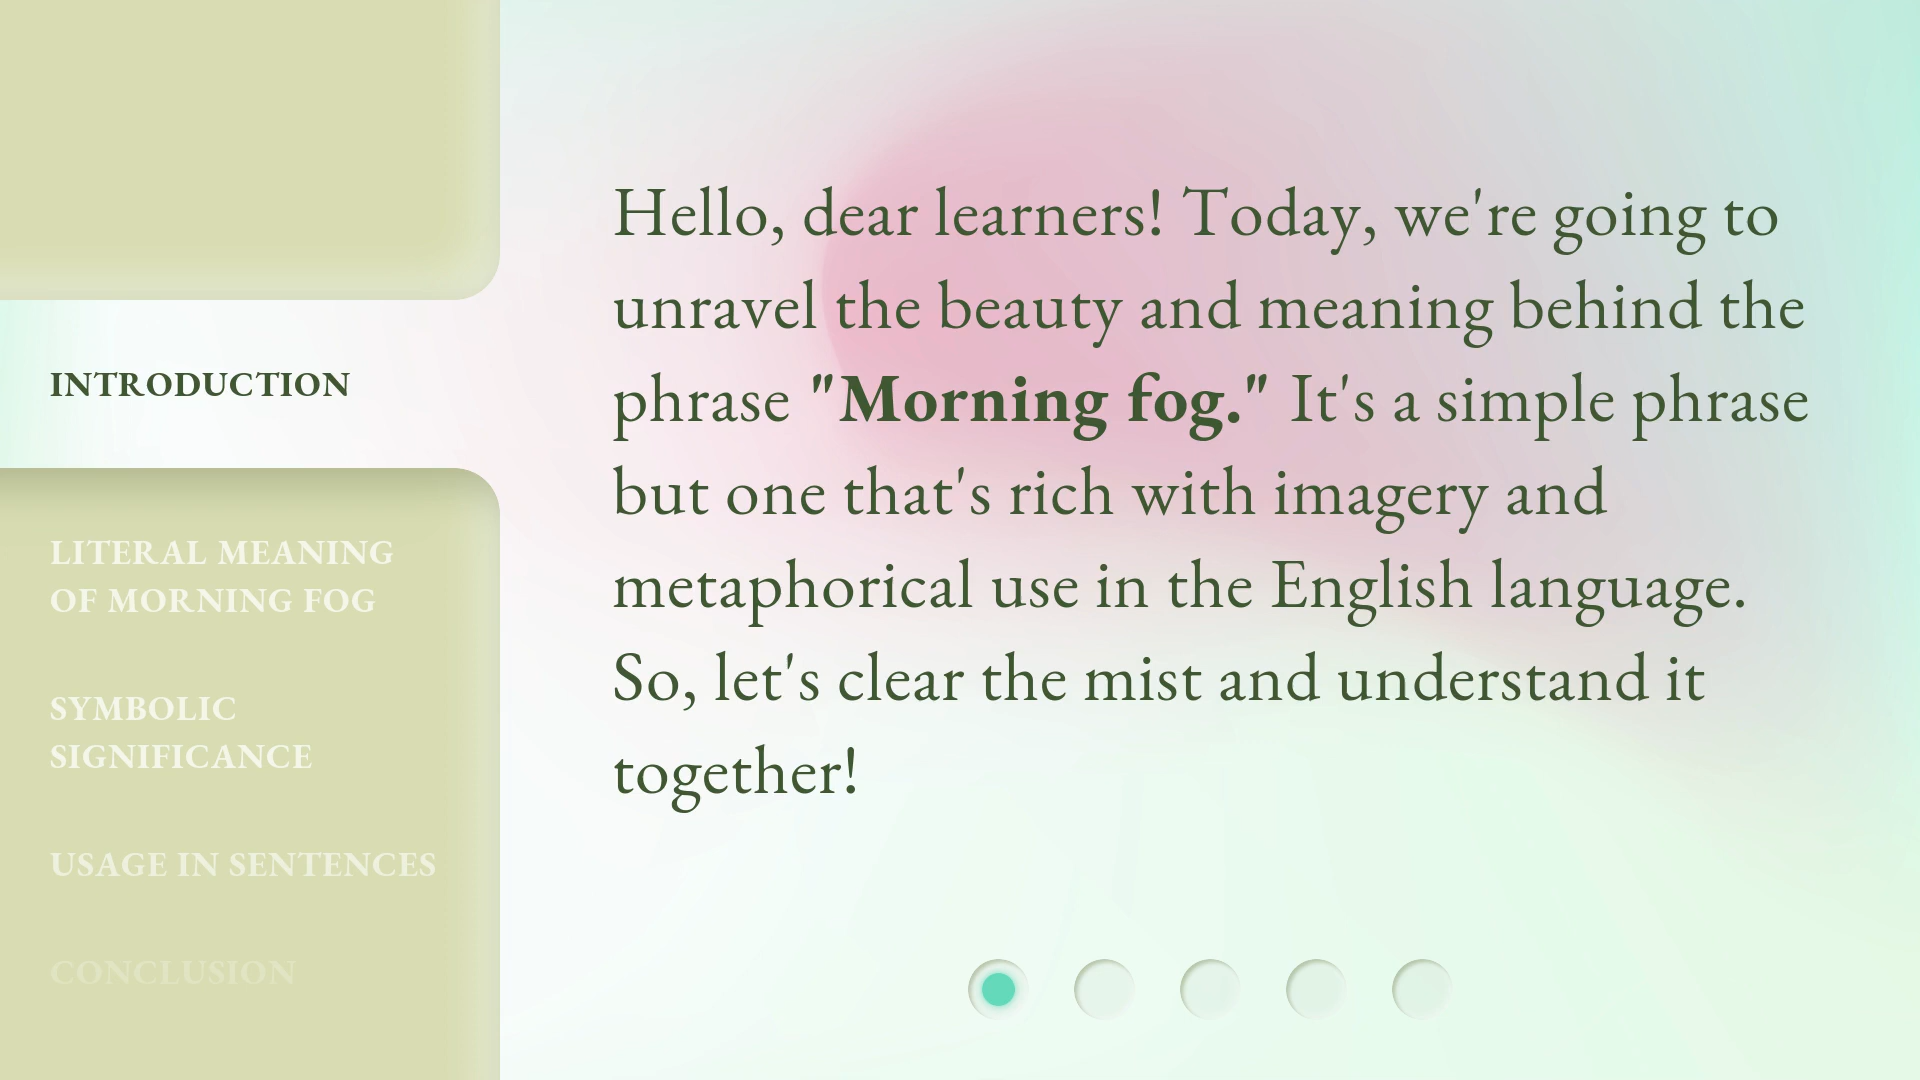 INTRODUCTION
LITERAL MEANING
OF MORNING FOG
SYMBOLIC
SIGNIFICANCE
USAGE IN SENTENCES
CONCLUSION
Hello, dear learners! Today, we're going to
unravel the beauty and meaning behind the
phrase "Morning fog." It's a simple phrase
but one that's rich with imagery and
metaphorical use in the English language.
So, let's clear the mist and understand it
together!